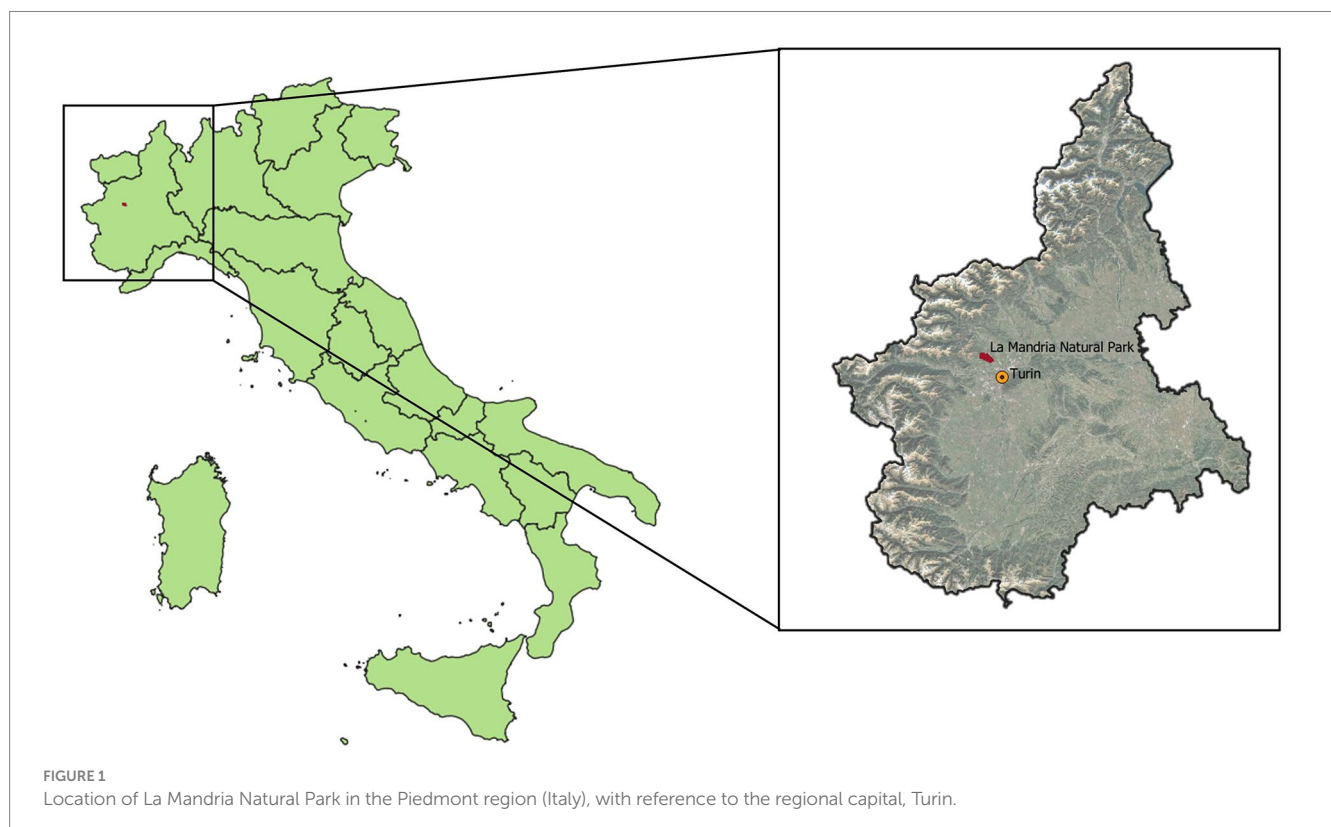 La Mandria Natural Park
Turin
FIGURE 1
Location of La Mandria Natural Park in the Piedmont region (Italy), with reference to the regional capital, Turin.